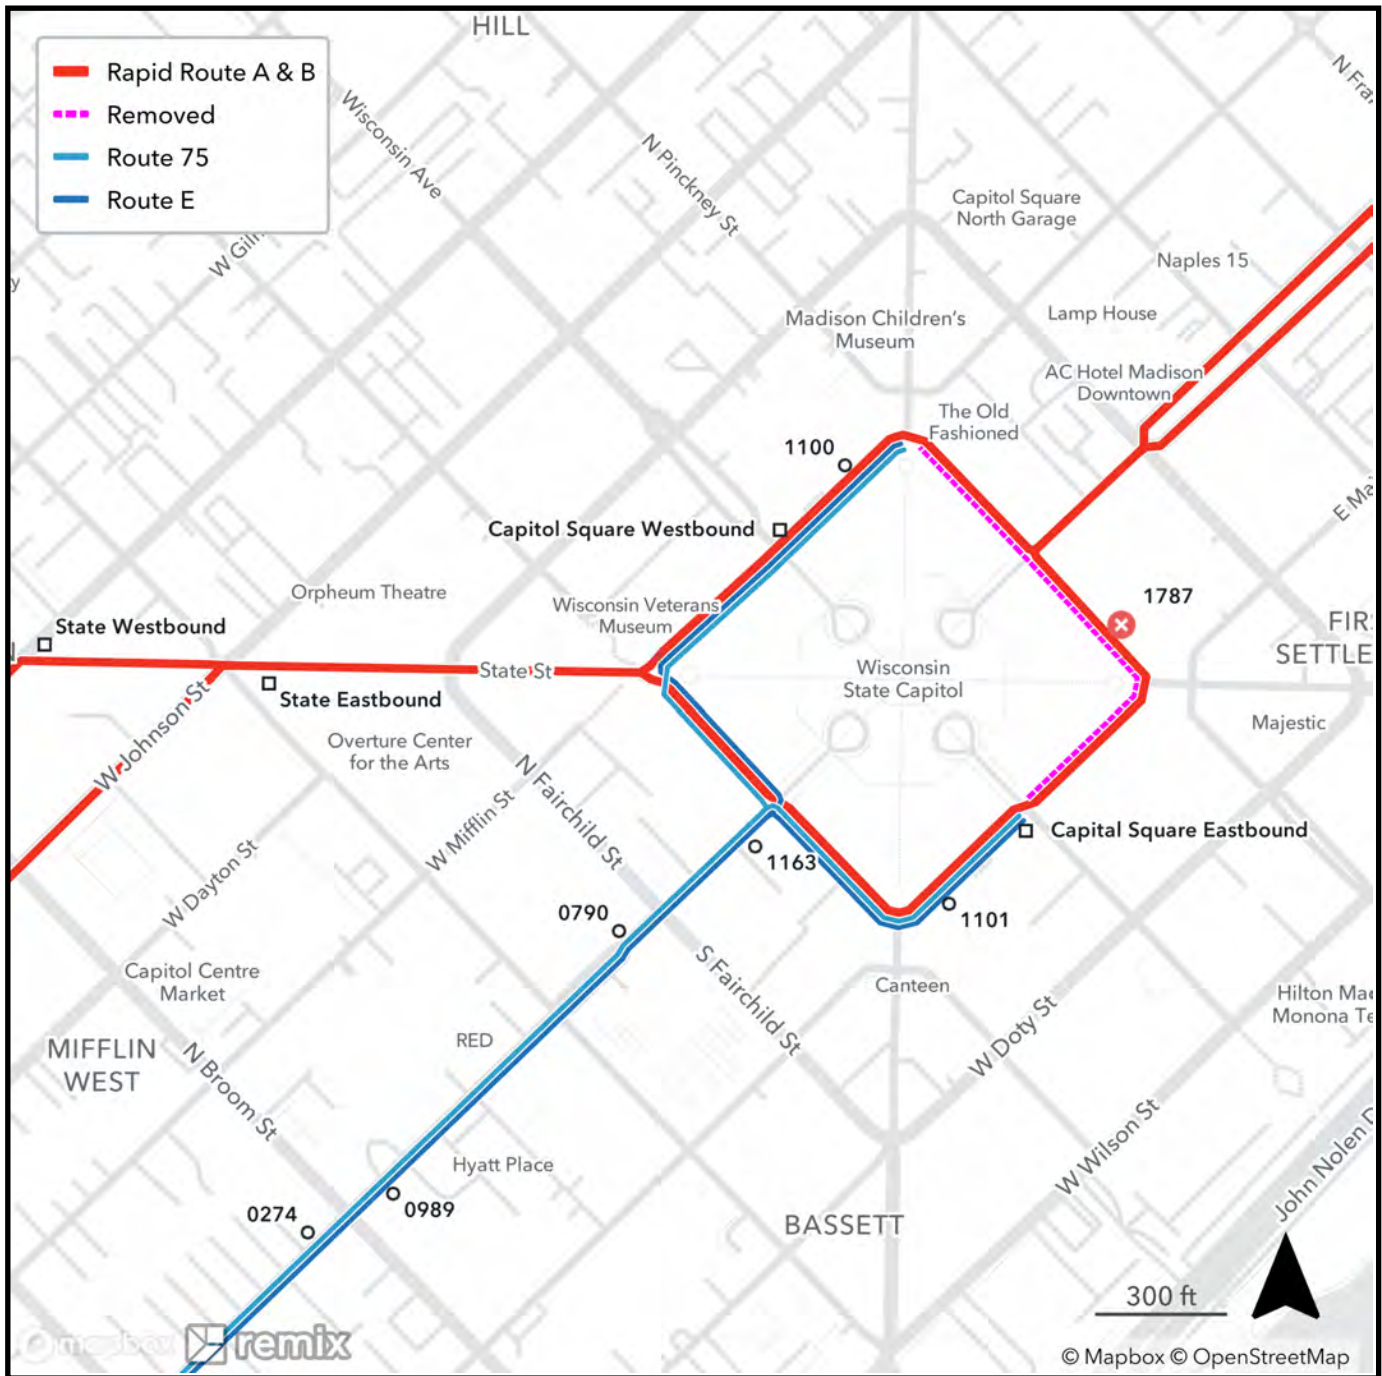 HILL
Rapid Route A & B
Removed
Route 75
Route E
Wisconsin Ave
N Pinckney St
Capitol Square
North Garage
Naples 15
Lamp House
Madison Children's
Museum
AC Hotel Madison
Downtown
The Old
Fashioned
1100
Capitol Square Westbound
Orpheum Theatre
Wisconsin Veterans
Museum
1787
State Westbound
State St
State Eastbound
Wisconsin
State Capitol
W Johnson St
Overture Center
for the Arts
Majestic
N Fairchild St
W Mifflin St
Capital Square Eastbound
1163
W Dayton St
0790
1101
S Fairchild St
Capitol Centre
Market
Canteen
W Doty St
RED
MIFFLIN
WEST
N Broom St
Hyatt Place
W Wilson St
0274
0989
BASSETT
John Nolen D
300 ft
mapbox
remix
© Mapbox © OpenStreetMap